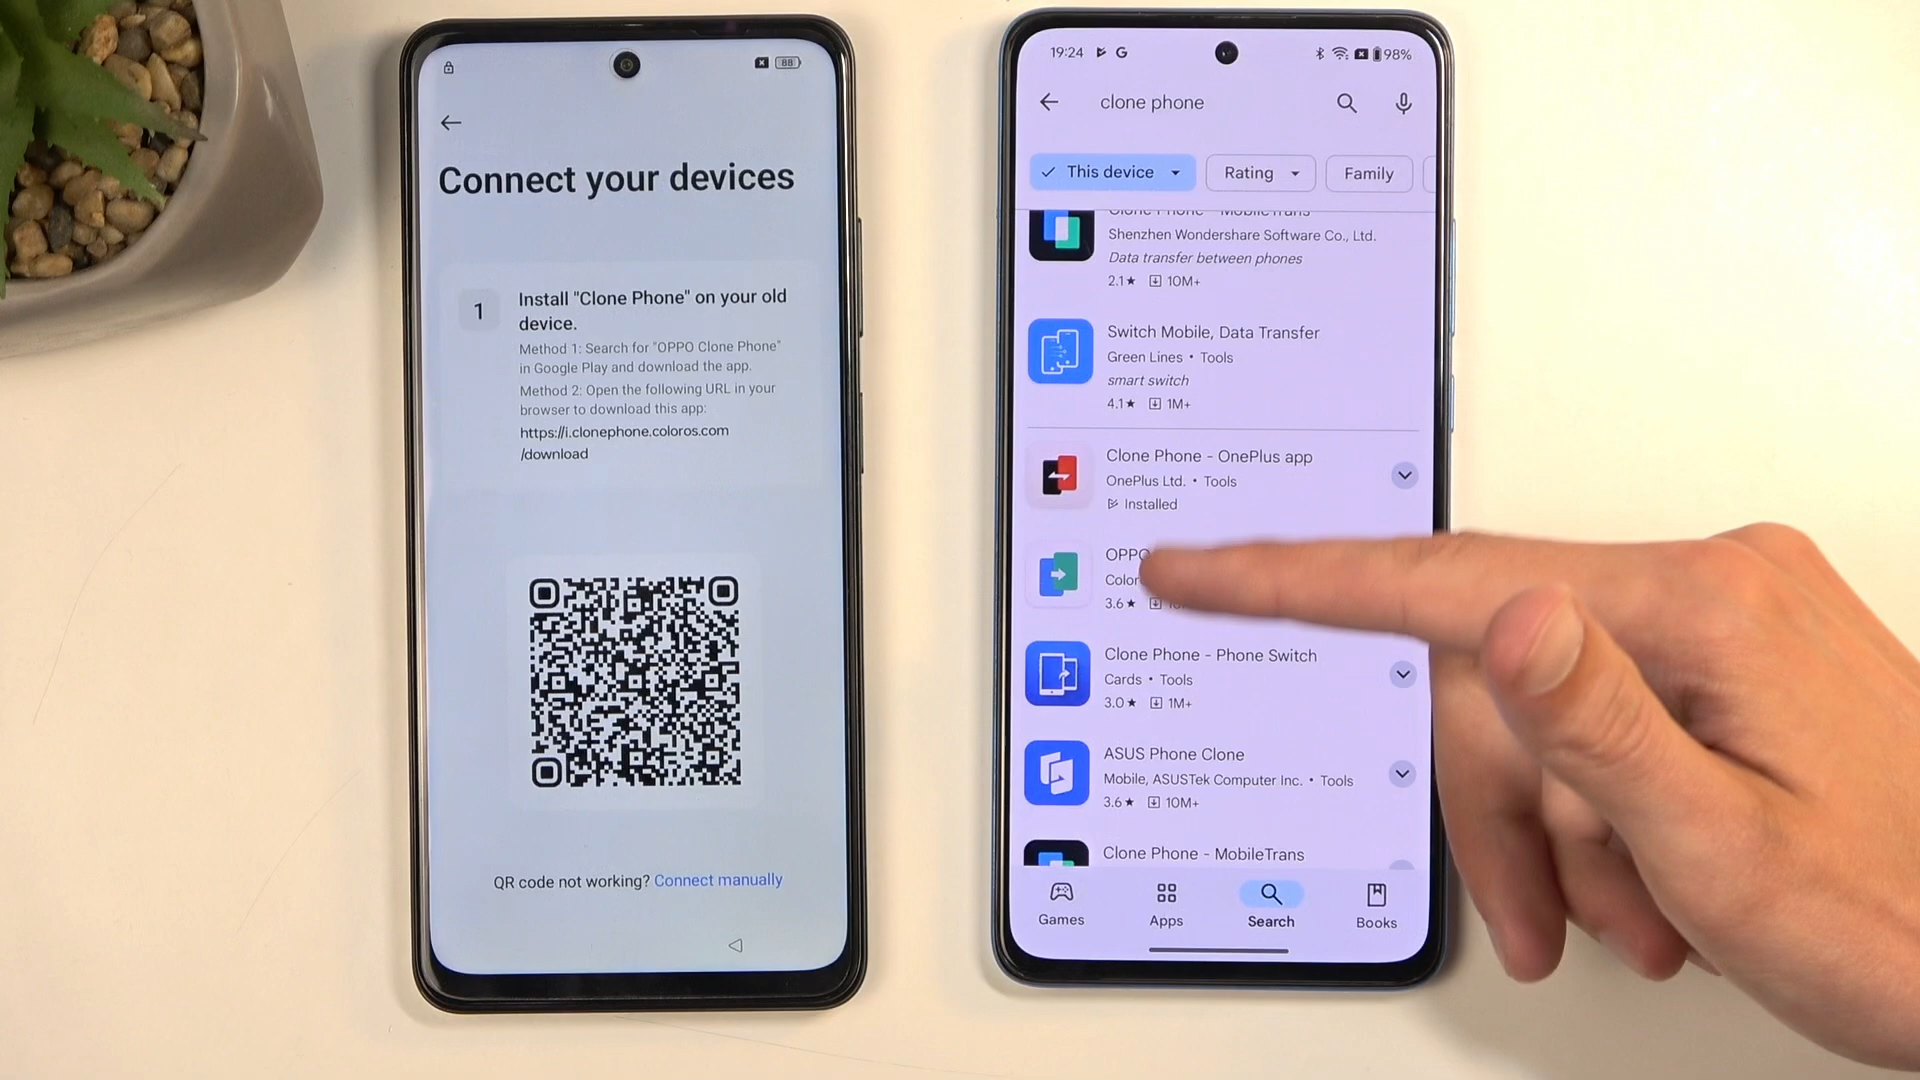 88
Connect your devices
1
Install "Clone Phone" on your old
device.
Method 1: Search for "OPPO Clone Phone"
in Google Play and download the app.
Method 2: Open the following URL in your
browser to download this app:
https://i.clonephone.coloros.com
/download
QR code not working? Connect manually
19:24 G 98%
clone phone
This device Rating Family
Clone Phone - MobileTrans
Shenzhen Wondershare Software Co., Ltd.
Data transfer between phones
2.1★ 10M+
Switch Mobile, Data Transfer
Green Lines • Tools
smart switch
4.1★ 1M+
Clone Phone - OnePlus app
OnePlus Ltd. • Tools
Installed
OPPO
Color
3.6★
Clone Phone - Phone Switch
Cards • Tools
3.0★ 1M+
ASUS Phone Clone
Mobile, ASUSTek Computer Inc. • Tools
3.6★ 10M+
Clone Phone - MobileTrans
Games Apps Search Books